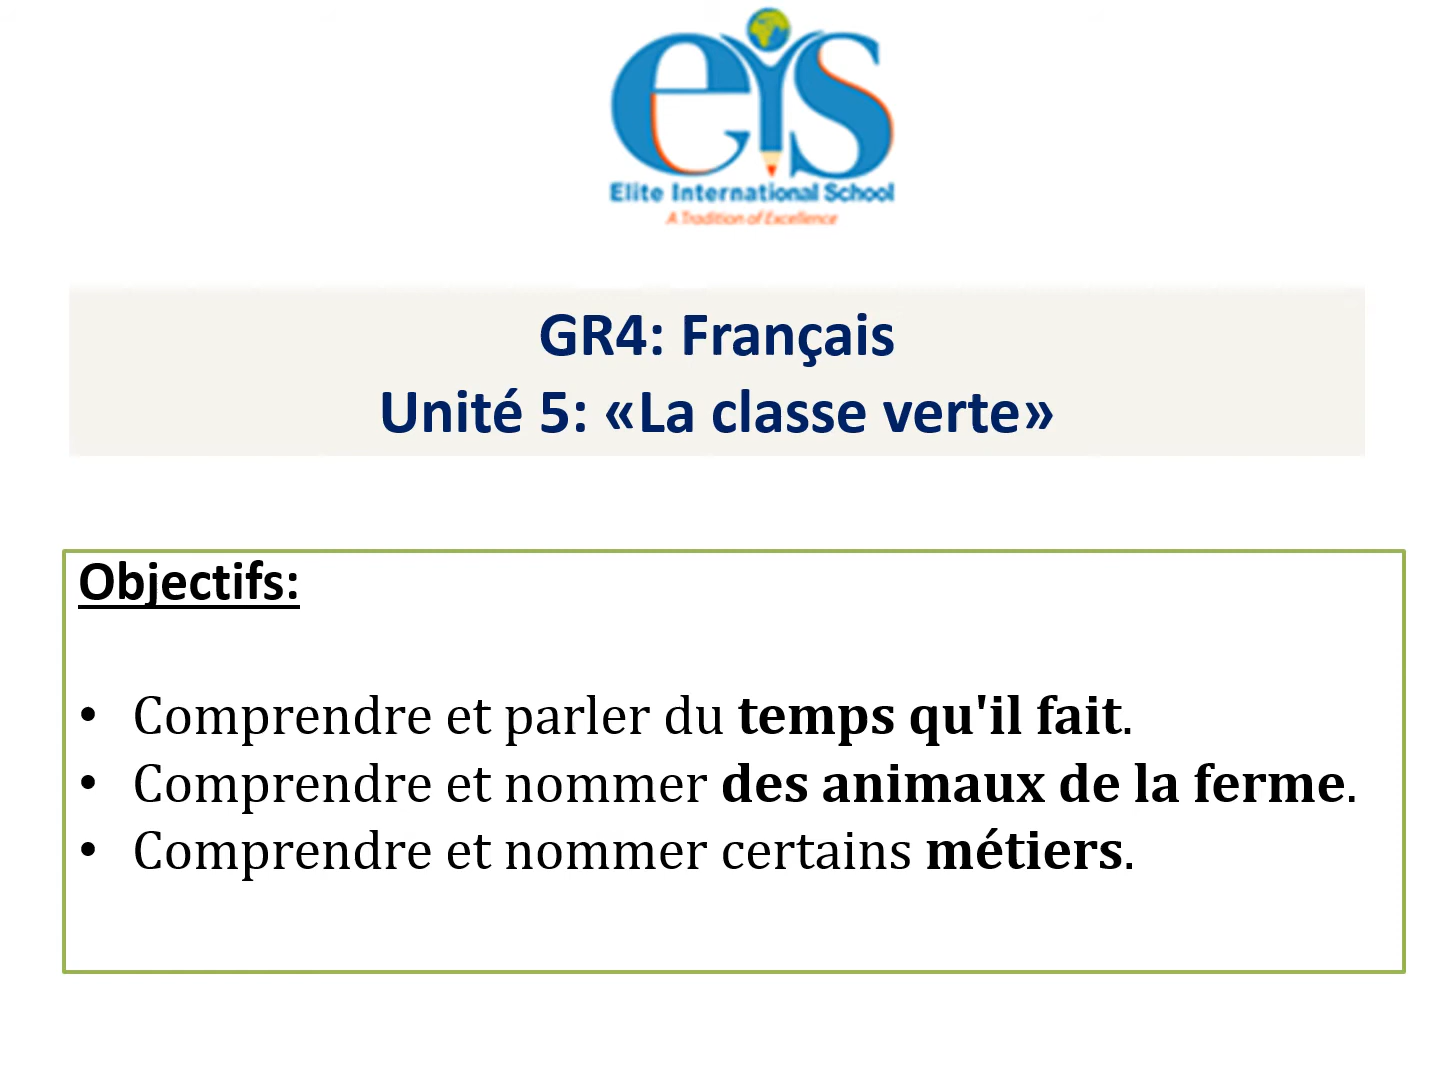 eis
Elite International School
A Tradition of Excellence
GR4: Français
Unité 5: «La classe verte»
Objectifs:
• Comprendre et parler du temps qu'il fait.
• Comprendre et nommer des animaux de la ferme.
• Comprendre et nommer certains métiers.